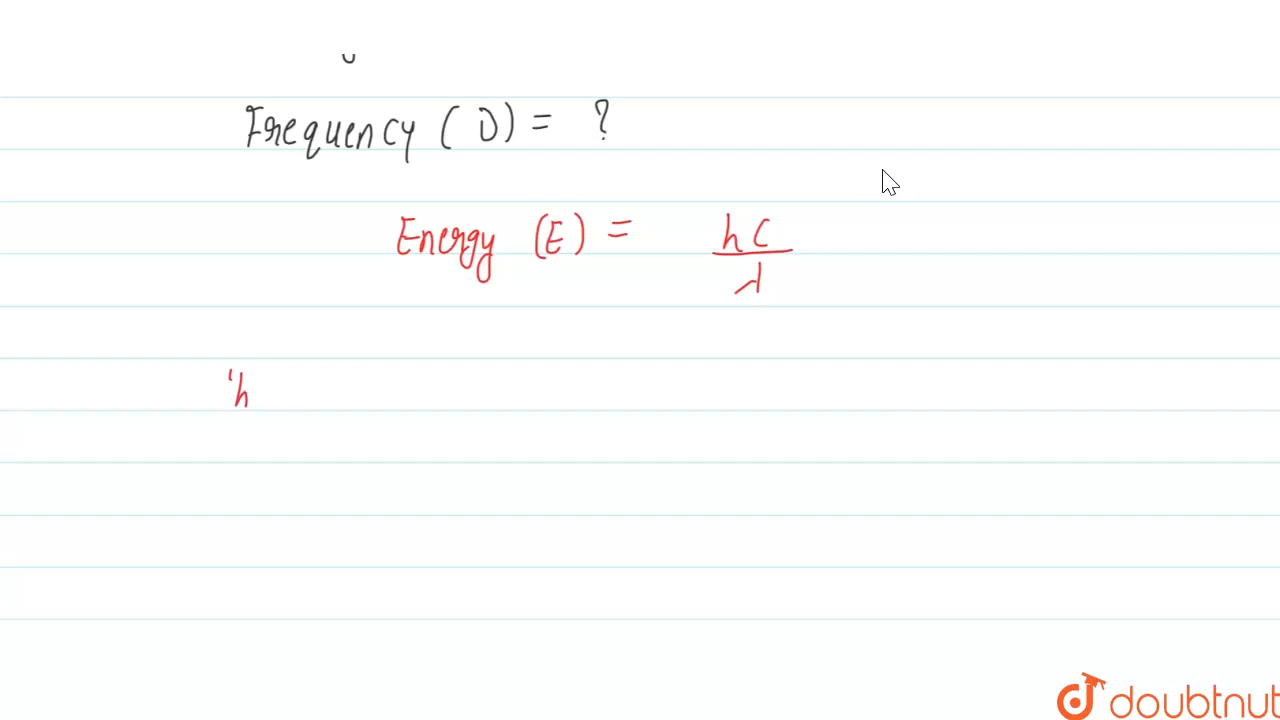 Frequency ( υ ) = ?
Energy (E) = hc
λ
'h
doubtnut